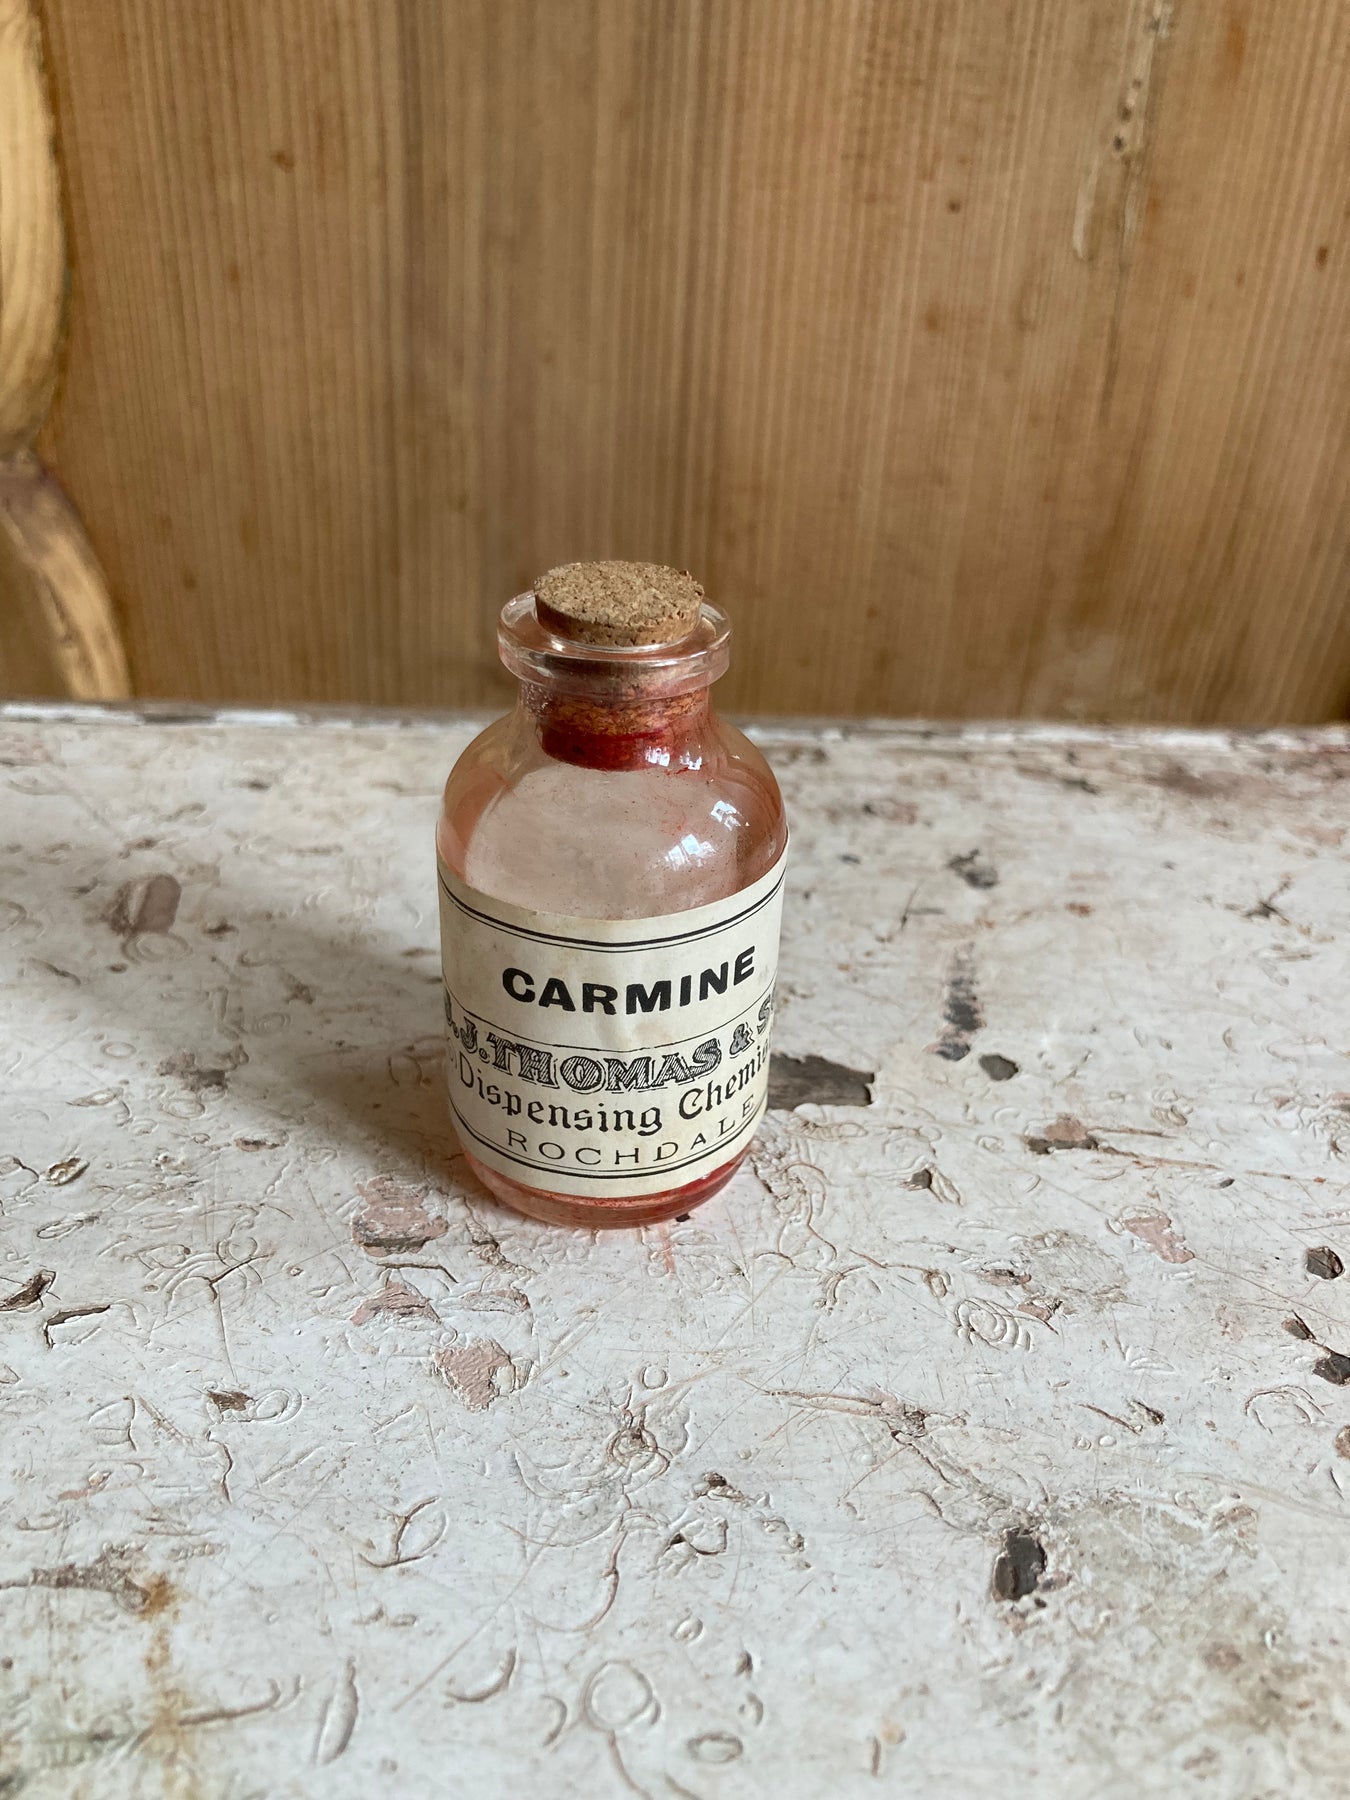 CARMINE
J. THOMAS &
Dispensing
ROCHDALE